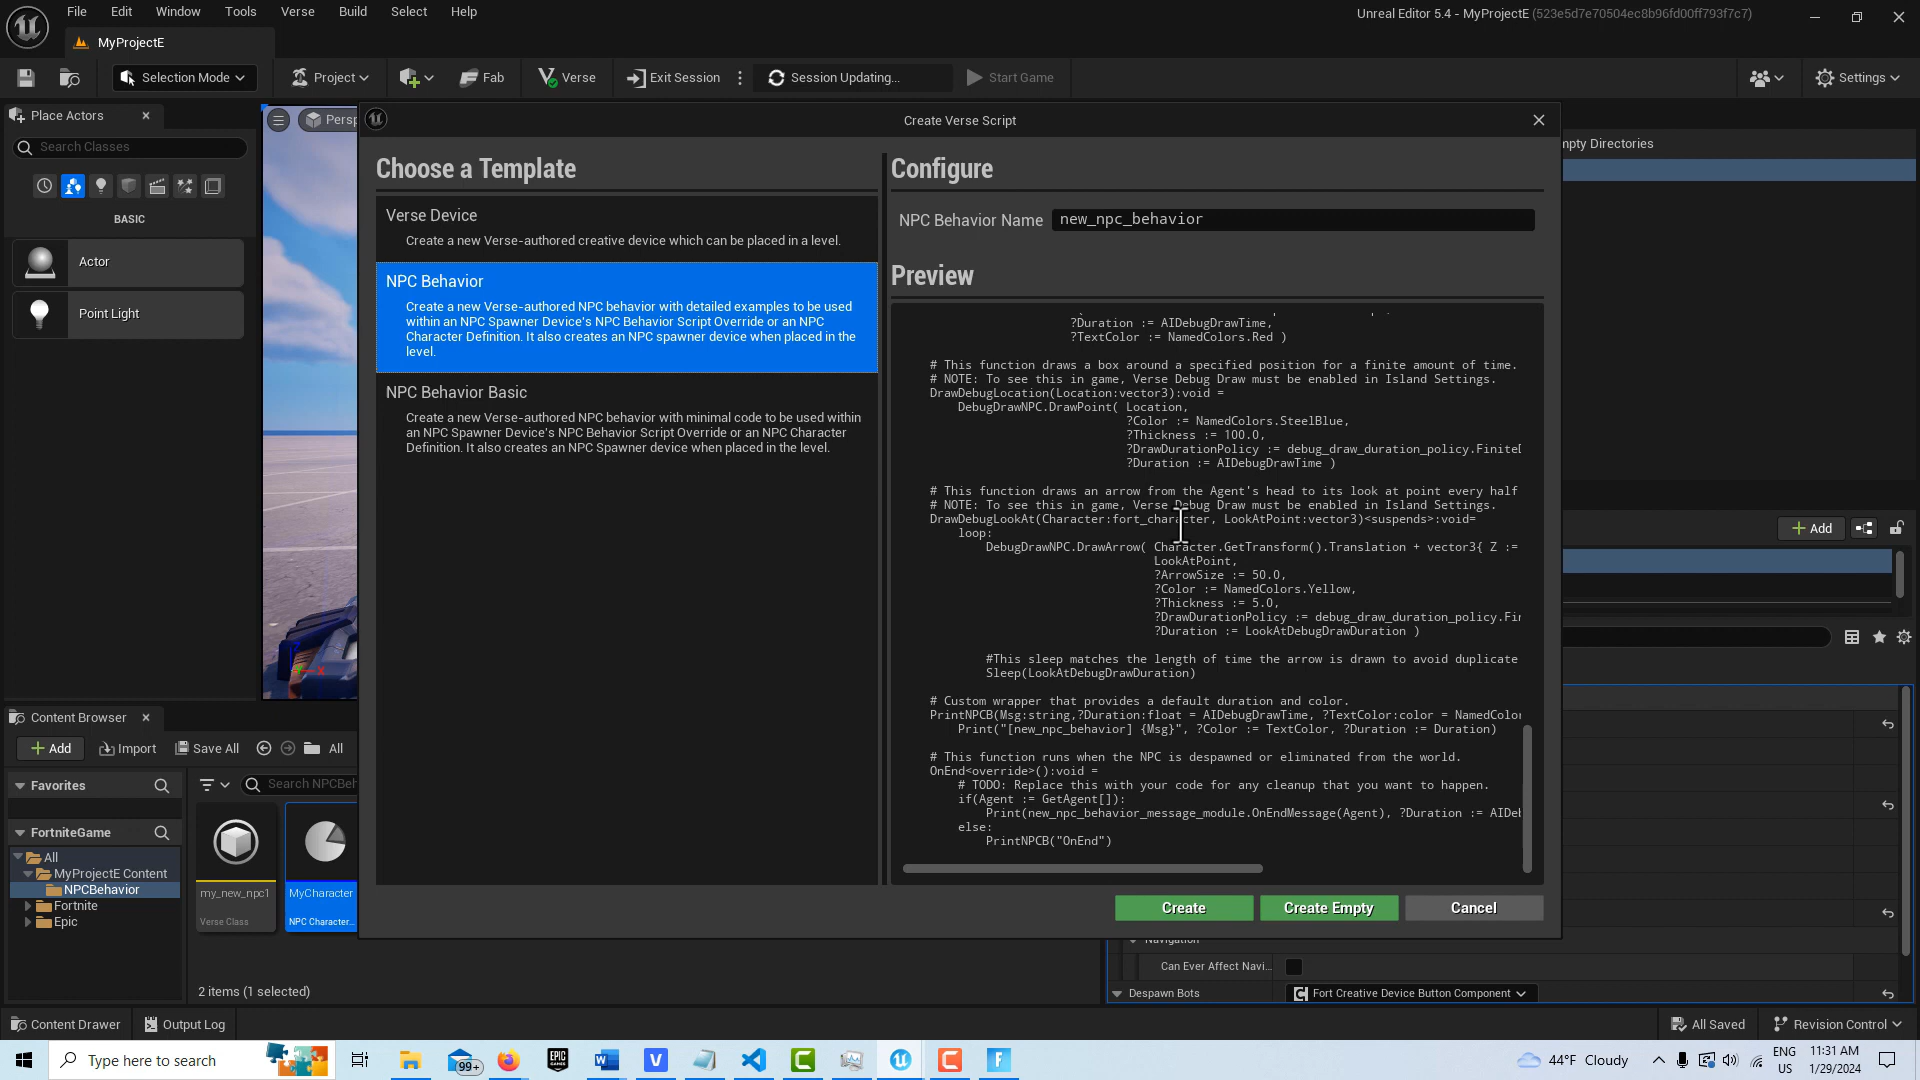 File Edit Window Tools Verse Build Select Help
Unreal Editor 5.4 - MyProjectE (523e5d7e70504ec8b96fd00ff793f7c7)
MyProjectE
Selection Mode Project Fab Verse Exit Session Session Updating... Start Game Settings
Place Actors
Search Classes
BASIC
Actor
Point Light
Persp
Create Verse Script
Choose a Template
Verse Device
Create a new Verse-authored creative device which can be placed in a level.
NPC Behavior
Create a new Verse-authored NPC behavior with detailed examples to be used
within an NPC Spawner Device's NPC Behavior Script Override or an NPC
Character Definition. It also creates an NPC spawner device when placed in the
level.
NPC Behavior Basic
Create a new Verse-authored NPC behavior with minimal code to be used within
an NPC Spawner Device's NPC Behavior Script Override or an NPC Character
Definition. It also creates an NPC Spawner device when placed in the level.
Configure
NPC Behavior Name new_npc_behavior
Preview
?Duration := AIDebugDrawTime,
?TextColor := NamedColors.Red )
# This function draws a box around a specified position for a finite amount of time.
# NOTE: To see this in game, Verse Debug Draw must be enabled in Island Settings.
DrawDebugLocation(Location:vector3):void =
DebugDrawNPC.DrawPoint( Location,
?Color := NamedColors.SteelBlue,
?Thickness := 100.0,
?DrawDurationPolicy := debug_draw_duration_policy.Finite
?Duration := AIDebugDrawTime )
# This function draws an arrow from the Agent's head to its look at point every half
# NOTE: To see this in game, Verse Debug Draw must be enabled in Island Settings.
DrawDebugLookAt(Character:fort_character, LookAtPoint:vector3)<suspends>:void=
loop:
DebugDrawNPC.DrawArrow( Character.GetTransform().Translation + vector3{ Z :=
LookAtPoint,
?ArrowSize := 50.0,
?Color := NamedColors.Yellow,
?Thickness := 5.0,
?DrawDurationPolicy := debug_draw_duration_policy.Fi
?Duration := LookAtDebugDrawDuration )
#This sleep matches the length of time the arrow is drawn to avoid duplicate
Sleep(LookAtDebugDrawDuration)
# Custom wrapper that provides a default duration and color.
PrintNPCB(Msg:string,?Duration:float = AIDebugDrawTime, ?TextColor:color = NamedColor
Print("[new_npc_behavior] {Msg}", ?Color := TextColor, ?Duration := Duration)
# This function runs when the NPC is despawned or eliminated from the world.
OnEnd<override>():void =
# TODO: Replace this with your code for any cleanup that you want to happen.
if(Agent := GetAgent[]):
Print(new_npc_behavior_message_module.OnEndMessage(Agent), ?Duration := AIDe
else:
PrintNPCB("OnEnd")
Create Create Empty Cancel
mpty Directories
Add
Navigation
Can Ever Affect Navi...
Despawn Bots Fort Creative Device Button Component
Content Browser
Add Import Save All All
Favorites
Search NPCBeh
FortniteGame
All
MyProjectE Content
NPCBehavior
Fortnite
Epic
my_new_npc1
Verse Class
MyCharacter
NPC Character...
2 items (1 selected)
Content Drawer Output Log All Saved Revision Control
Type here to search
99+
44°F Cloudy
ENG
US
11:31 AM
1/29/2024